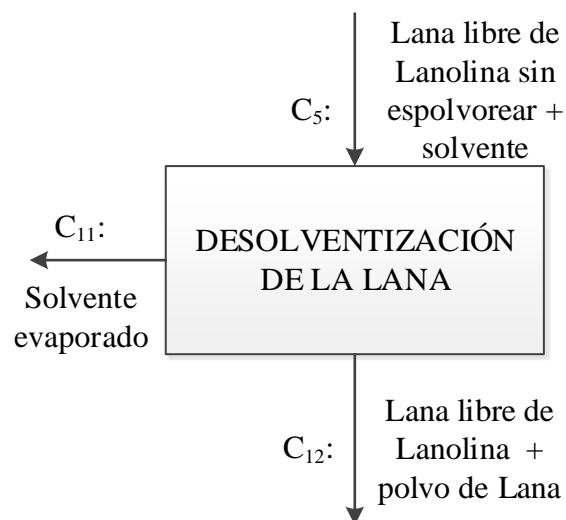 Lana libre de
Lanolina sin
espolvorear +
solvente
C₅:
C₁₁:
DESOLVENTIZACIÓN
DE LA LANA
Solvente
evaporado
Lana libre de
Lanolina +
polvo de Lana
C₁₂: